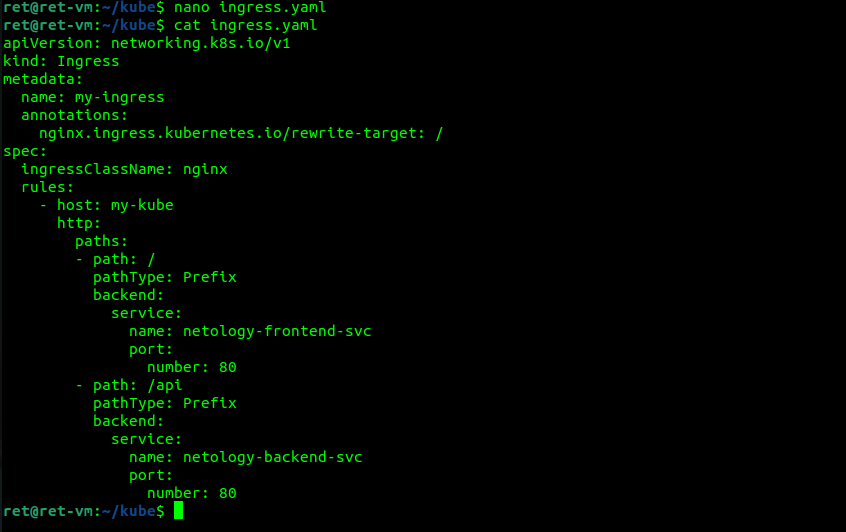 ret@ret-vm:~/kube$ nano ingress.yaml
ret@ret-vm:~/kube$ cat ingress.yaml
apiVersion: networking.k8s.io/v1
kind: Ingress
metadata:
  name: my-ingress
  annotations:
    nginx.ingress.kubernetes.io/rewrite-target: /
spec:
  ingressClassName: nginx
  rules:
    - host: my-kube
      http:
        paths:
        - path: /
          pathType: Prefix
          backend:
            service:
              name: netology-frontend-svc
              port:
                number: 80
        - path: /api
          pathType: Prefix
          backend:
            service:
              name: netology-backend-svc
              port:
                number: 80
ret@ret-vm:~/kube$